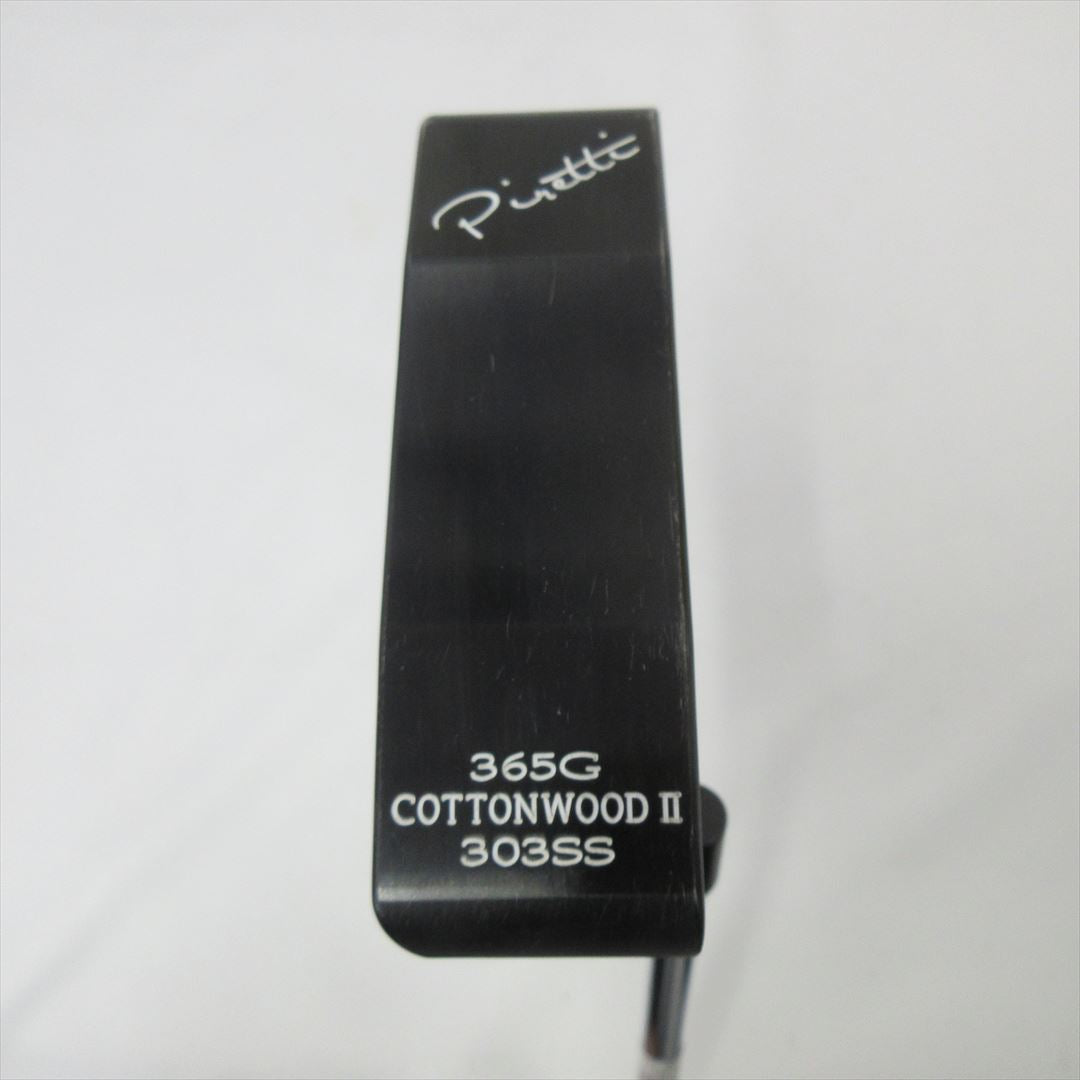 Piretti
365G
COTTONWOOD II
303SS